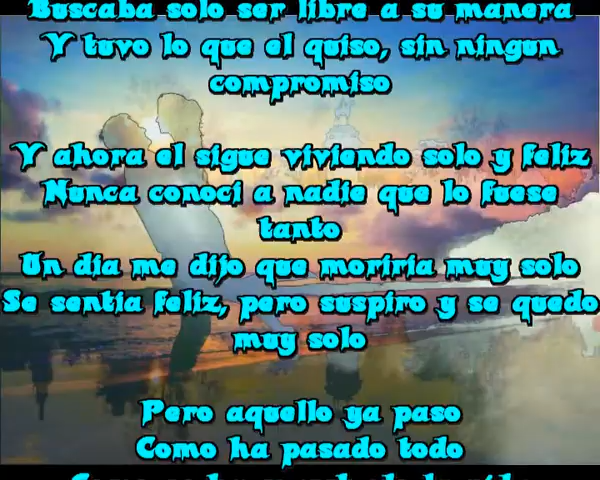 Buscaba solo ser libre a su manera
Y tuvo lo que el quiso, sin ningun
compromiso
Y ahora el sigue viviendo solo y feliz
Nunca conoci a nadie que lo fuese
tanto
Un dia me dijo que moriria muy solo
Se sentia feliz, pero suspiro y se quedo
muy solo
Pero aquello ya paso
Como ha pasado todo